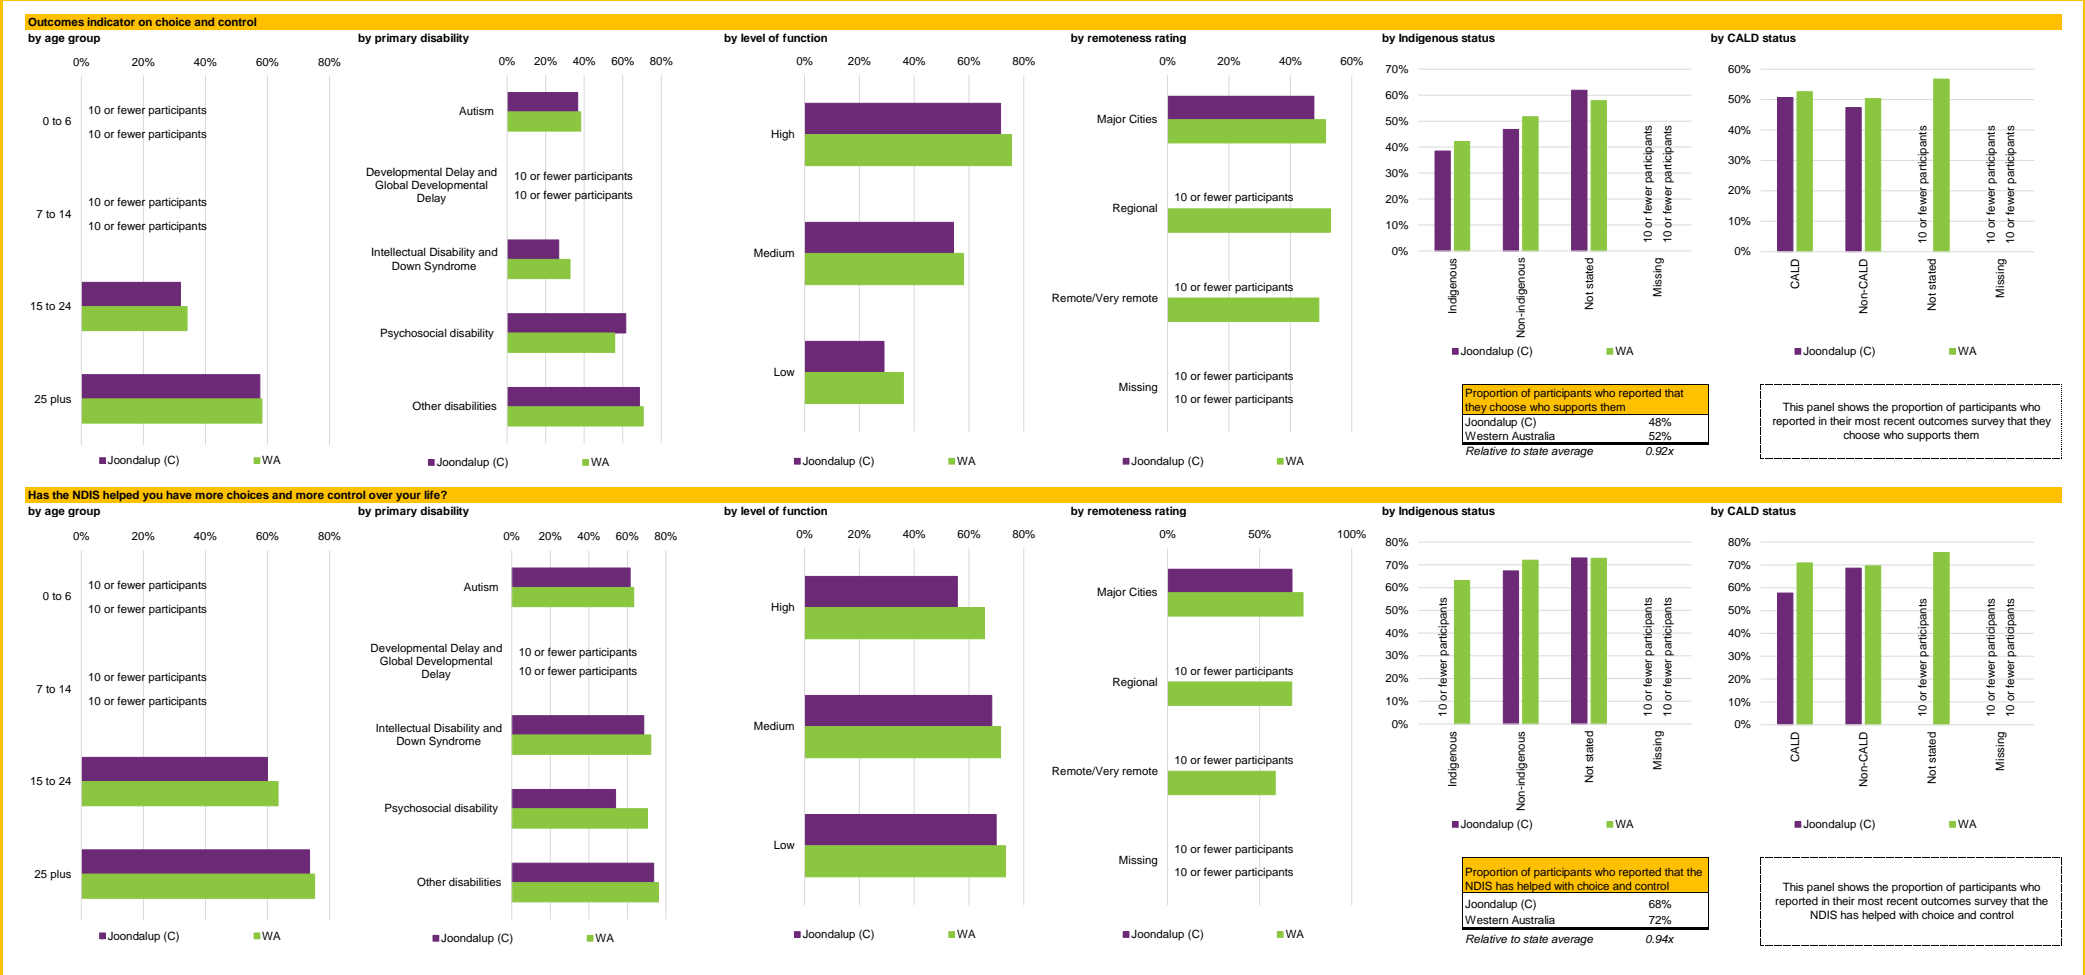 Outcomes indicator on choice and control
by age group
0% 20% 40% 60% 80%
0 to 6
10 or fewer participants
10 or fewer participants
7 to 14
10 or fewer participants
10 or fewer participants
15 to 24
25 plus
Joondalup (C) WA
by primary disability
0% 20% 40% 60% 80%
Autism
Developmental Delay and
Global Developmental
Delay
10 or fewer participants
10 or fewer participants
Intellectual Disability and
Down Syndrome
Psychosocial disability
Other disabilities
Joondalup (C) WA
by level of function
0% 20% 40% 60% 80%
High
Medium
Low
Joondalup (C) WA
by remoteness rating
0% 20% 40% 60%
Major Cities
Regional
10 or fewer participants
Remote/Very remote
10 or fewer participants
Missing
10 or fewer participants
10 or fewer participants
Joondalup (C) WA
by Indigenous status
70%
60%
50%
40%
30%
20%
10%
0%
10 or fewer participants
10 or fewer participants
Indigenous
Non-indigenous
Not stated
Missing
Joondalup (C) WA
by CALD status
60%
50%
40%
30%
20%
10%
0%
10 or fewer participants
10 or fewer participants
10 or fewer participants
CALD
Non-CALD
Not stated
Missing
Joondalup (C) WA
Proportion of participants who reported that
they choose who supports them
Joondalup (C) 48%
Western Australia 52%
Relative to state average 0.92x
This panel shows the proportion of participants who
reported in their most recent outcomes survey that they
choose who supports them
Has the NDIS helped you have more choices and more control over your life?
by age group
0% 20% 40% 60% 80%
0 to 6
10 or fewer participants
10 or fewer participants
7 to 14
10 or fewer participants
10 or fewer participants
15 to 24
25 plus
Joondalup (C) WA
by primary disability
0% 20% 40% 60% 80%
Autism
Developmental Delay and
Global Developmental
Delay
10 or fewer participants
10 or fewer participants
Intellectual Disability and
Down Syndrome
Psychosocial disability
Other disabilities
Joondalup (C) WA
by level of function
0% 20% 40% 60% 80%
High
Medium
Low
Joondalup (C) WA
by remoteness rating
0% 50% 100%
Major Cities
Regional
10 or fewer participants
Remote/Very remote
10 or fewer participants
Missing
10 or fewer participants
10 or fewer participants
Joondalup (C) WA
by Indigenous status
80%
70%
60%
50%
40%
30%
20%
10%
0%
10 or fewer participants
10 or fewer participants
10 or fewer participants
Indigenous
Non-indigenous
Not stated
Missing
Joondalup (C) WA
by CALD status
80%
70%
60%
50%
40%
30%
20%
10%
0%
10 or fewer participants
10 or fewer participants
10 or fewer participants
CALD
Non-CALD
Not stated
Missing
Joondalup (C) WA
Proportion of participants who reported that the
NDIS has helped with choice and control
Joondalup (C) 68%
Western Australia 72%
Relative to state average 0.94x
This panel shows the proportion of participants who
reported in their most recent outcomes survey that the
NDIS has helped with choice and control